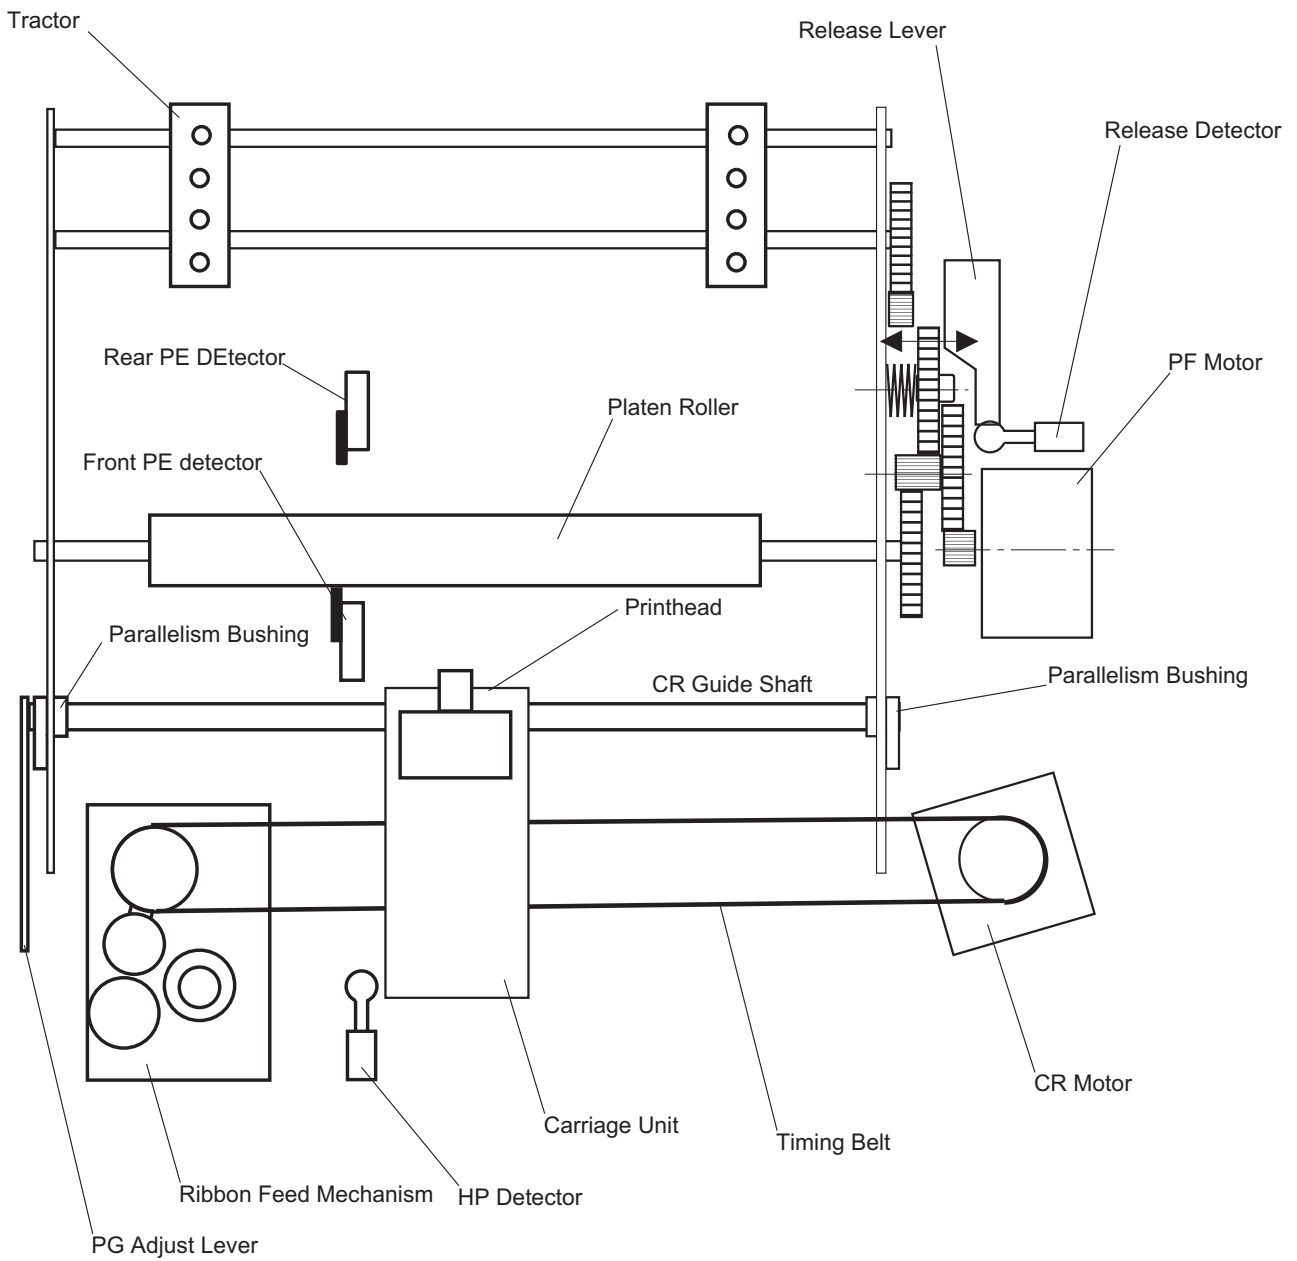 Tractor
Release Lever
Release Detector
Rear PE DEtector
PF Motor
Platen Roller
Front PE detector
Printhead
Parallelism Bushing
CR Guide Shaft
Parallelism Bushing
CR Motor
Carriage Unit
Timing Belt
Ribbon Feed Mechanism
HP Detector
PG Adjust Lever